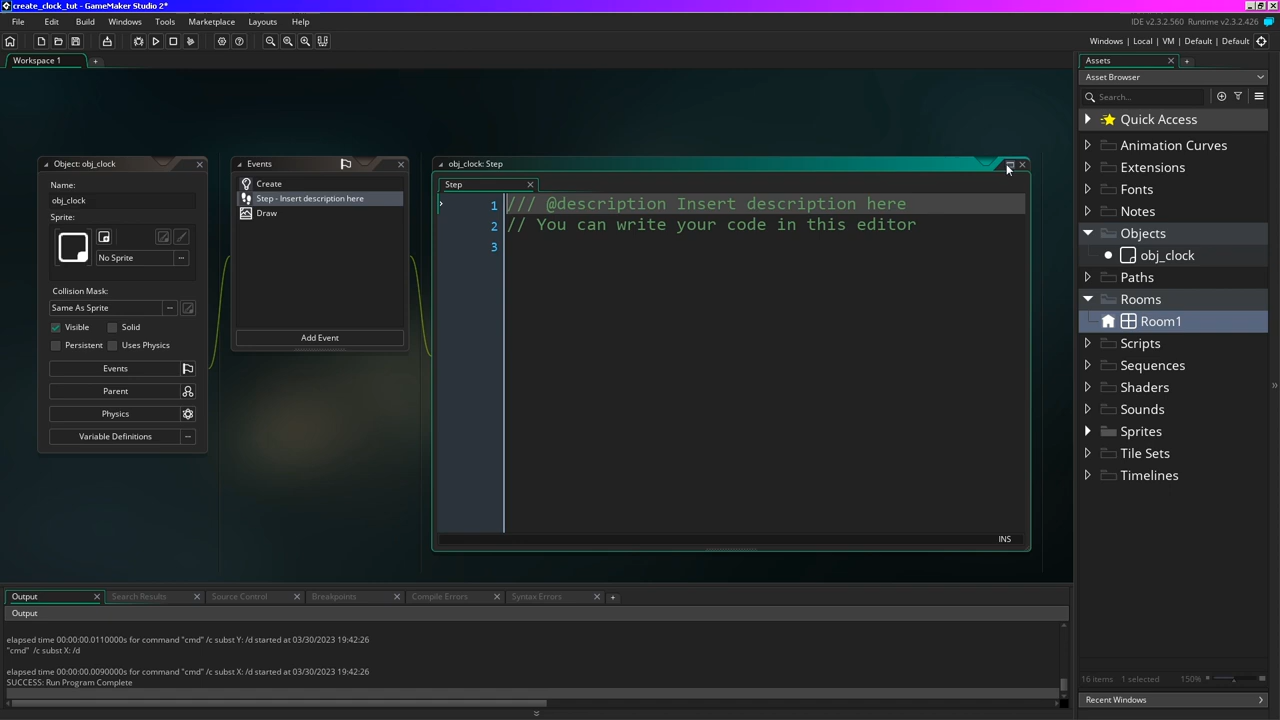 create_clock_tut - GameMaker Studio 2*
File Edit Build Windows Tools Marketplace Layouts Help
IDE v2.3.2.560 Runtime v2.3.2.426
Windows | Local | VM | Default | Default
Workspace 1
Object: obj_clock
Name:
obj_clock
Sprite:
No Sprite
Collision Mask:
Same As Sprite
Visible Solid
Persistent Uses Physics
Events
Parent
Physics
Variable Definitions
Events
Create
Step - Insert description here
Draw
Add Event
obj_clock: Step
Step
1 /// @description Insert description here
2 // You can write your code in this editor
3
INS
Assets
Asset Browser
Search...
Quick Access
Animation Curves
Extensions
Fonts
Notes
Objects
obj_clock
Paths
Rooms
Room1
Scripts
Sequences
Shaders
Sounds
Sprites
Tile Sets
Timelines
16 items 1 selected 150%
Recent Windows
Output Search Results Source Control Breakpoints Compile Errors Syntax Errors
Output
elapsed time 00:00:00.0110000s for command "cmd" /c subst Y: /d started at 03/30/2023 19:42:26
"cmd" /c subst X: /d
elapsed time 00:00:00.0090000s for command "cmd" /c subst X: /d started at 03/30/2023 19:42:26
SUCCESS: Run Program Complete